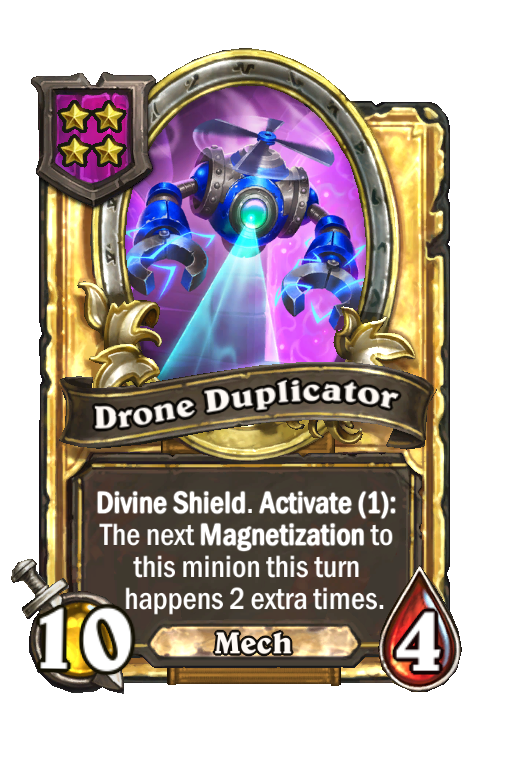 Drone Duplicator
Divine Shield. Activate (1):
The next Magnetization to
this minion this turn
happens 2 extra times.
10
Mech
4